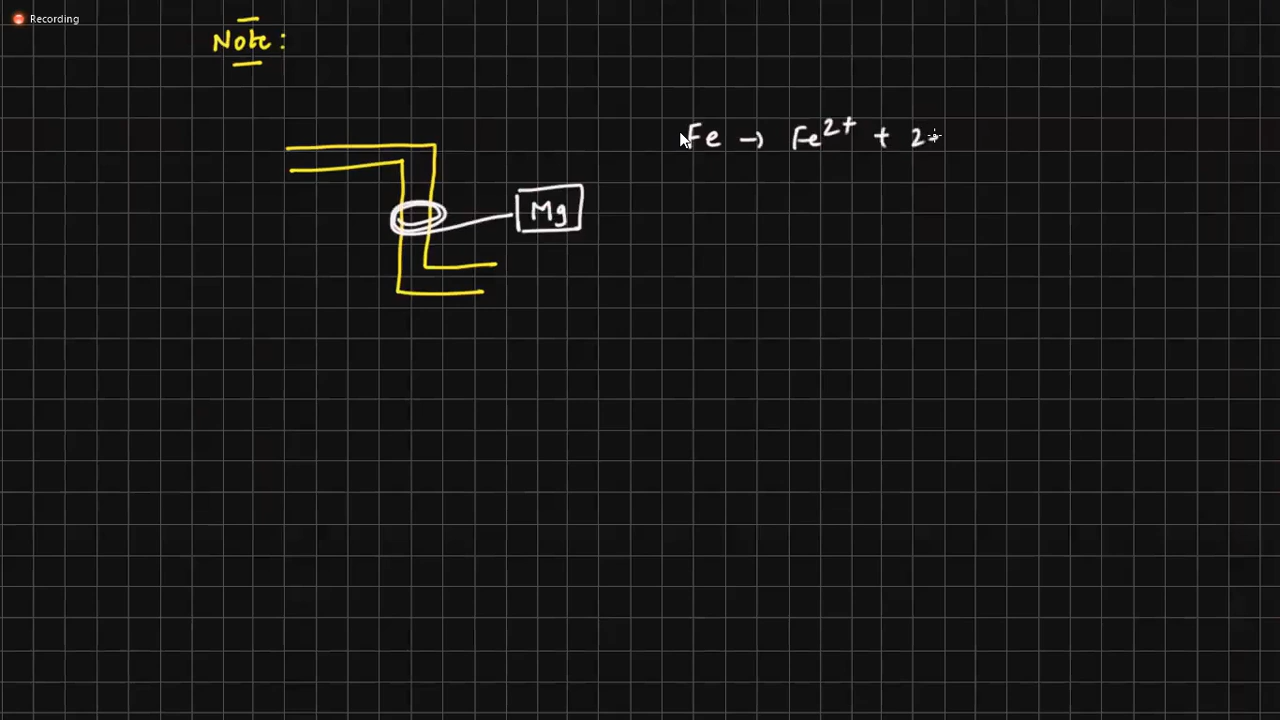 Recording
Note:
Fe → Fe²⁺ + 2
Mg